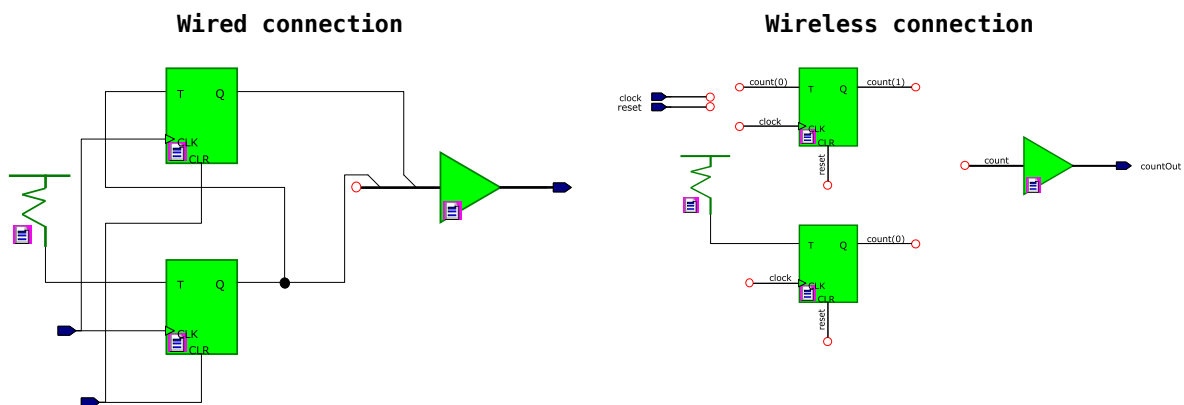 Wired connection
T Q
CLK
CLR
T Q
CLK
CLR
Wireless connection
clock
reset
count(0)
T Q
count(1)
clock
CLK
CLR
reset
count
countOut
T Q
count(0)
clock
CLK
CLR
reset